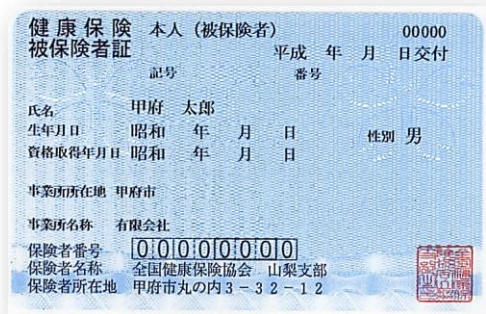 健康保険 本人（被保険者） 00000
被保険者証 平成 年 月 日交付
記号 番号
氏名 甲府 太郎
生年月日 昭和 年 月 日 性別 男
資格取得年月日 昭和 年 月 日
事業所所在地 甲府市
事業所名称 有限会社
保険者番号 00000000
保険者名称 全国健康保険協会 山梨支部
保険者所在地 甲府市丸の内3-32-12